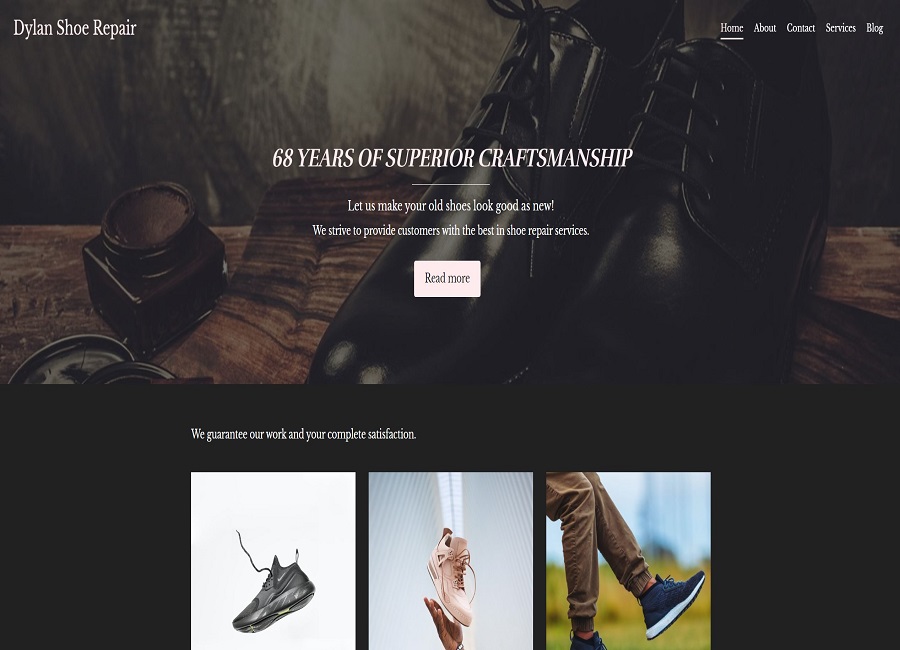 Dylan Shoe Repair
Home About Contact Services Blog
68 YEARS OF SUPERIOR CRAFTSMANSHIP
Let us make your old shoes look good as new!
We strive to provide customers with the best in shoe repair services.
Read more
We guarantee our work and your complete satisfaction.